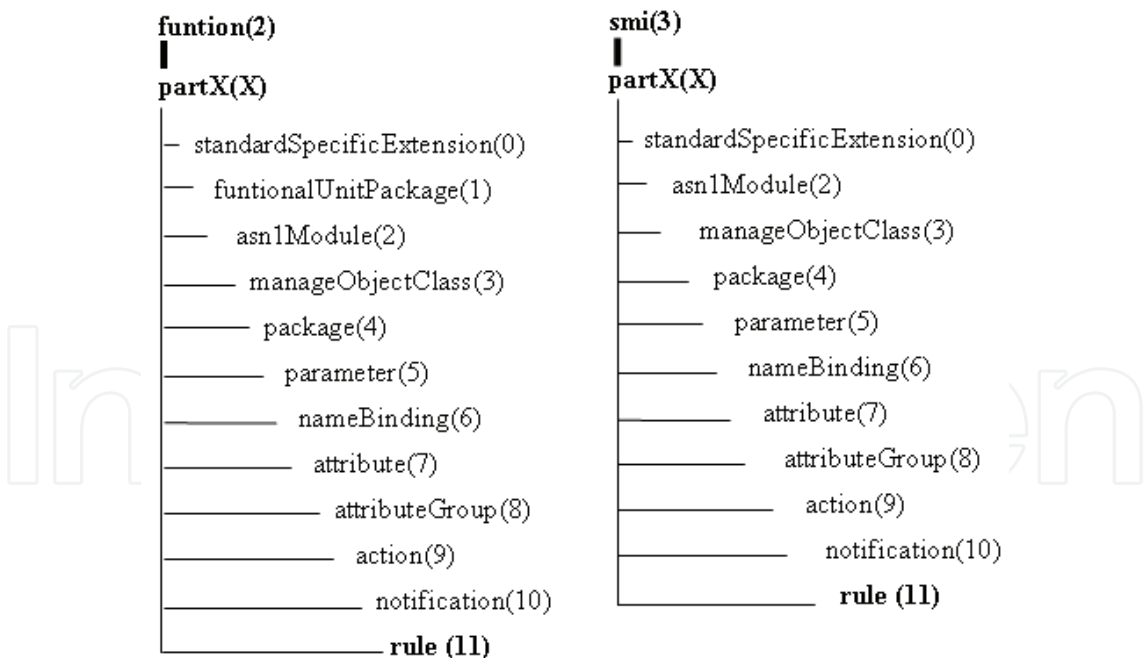 funtion(2)
partX(X)
standardSpecificExtension(0)
funtionalUnitPackage(1)
asn1Module(2)
manageObjectClass(3)
package(4)
parameter(5)
nameBinding(6)
attribute(7)
attributeGroup(8)
action(9)
notification(10)
rule (11)
smi(3)
partX(X)
standardSpecificExtension(0)
asn1Module(2)
manageObjectClass(3)
package(4)
parameter(5)
nameBinding(6)
attribute(7)
attributeGroup(8)
action(9)
notification(10)
rule (11)